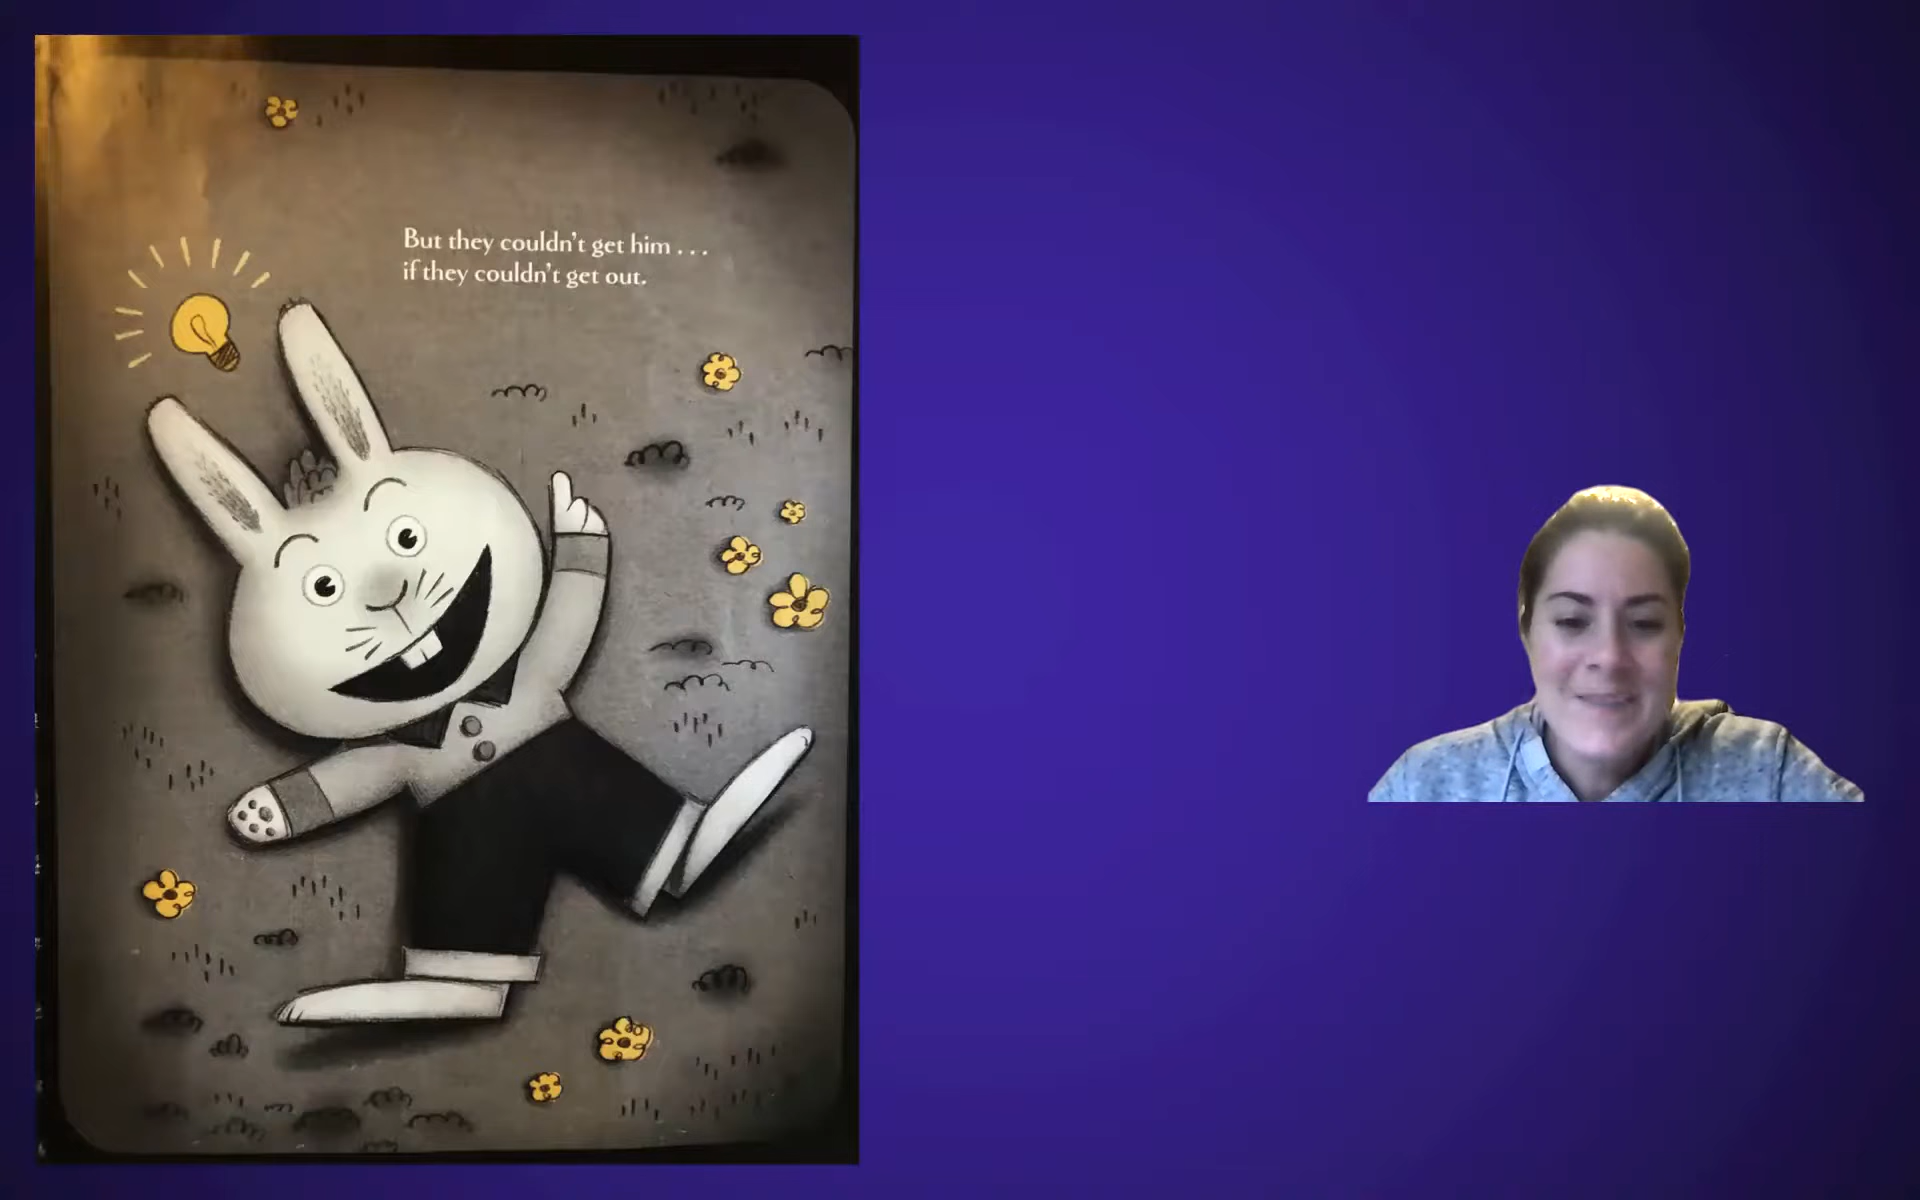 But they couldn't get him . . .
if they couldn't get out.